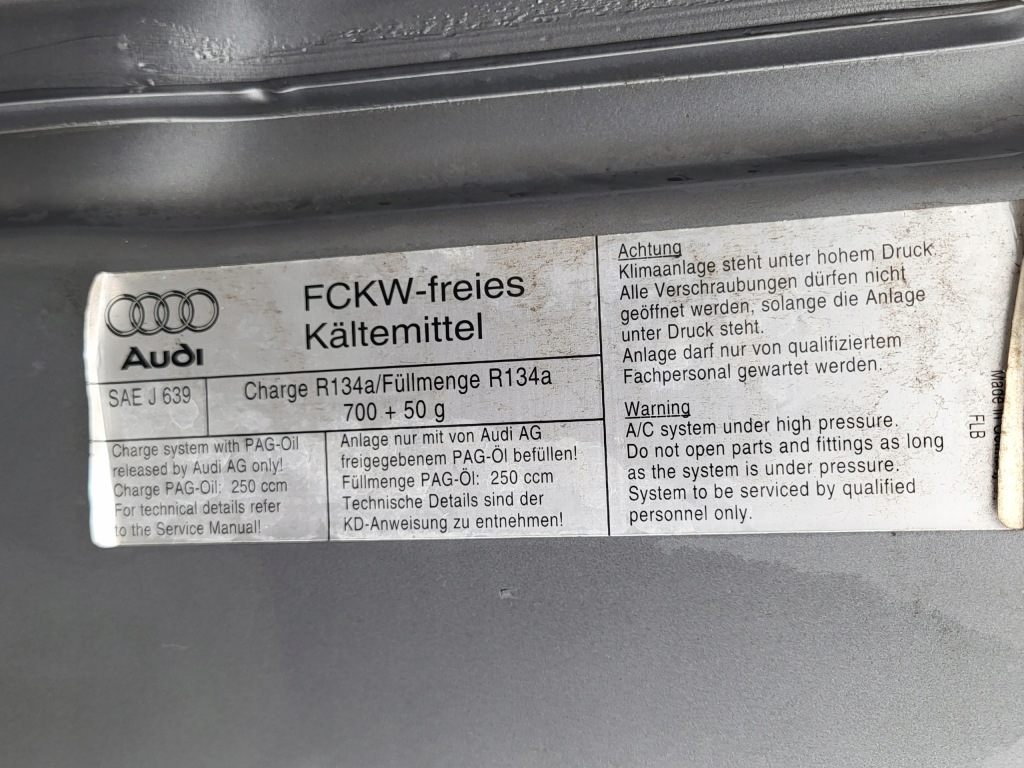 Audi
FCKW-freies
Kältemittel
SAE J 639
Charge R134a/Füllmenge R134a
700 + 50 g
Charge system with PAG-Oil
released by Audi AG only!
Charge PAG-Oil: 250 ccm
For technical details refer
to the Service Manual!
Anlage nur mit von Audi AG
freigegebenem PAG-Öl befüllen!
Füllmenge PAG-Öl: 250 ccm
Technische Details sind der
KD-Anweisung zu entnehmen!
Achtung
Klimaanlage steht unter hohem Druck.
Alle Verschraubungen dürfen nicht
geöffnet werden, solange die Anlage
unter Druck steht.
Anlage darf nur von qualifiziertem
Fachpersonal gewartet werden.
Warning
A/C system under high pressure.
Do not open parts and fittings as long
as the system is under pressure.
System to be serviced by qualified
personnel only.
Made in
FLB